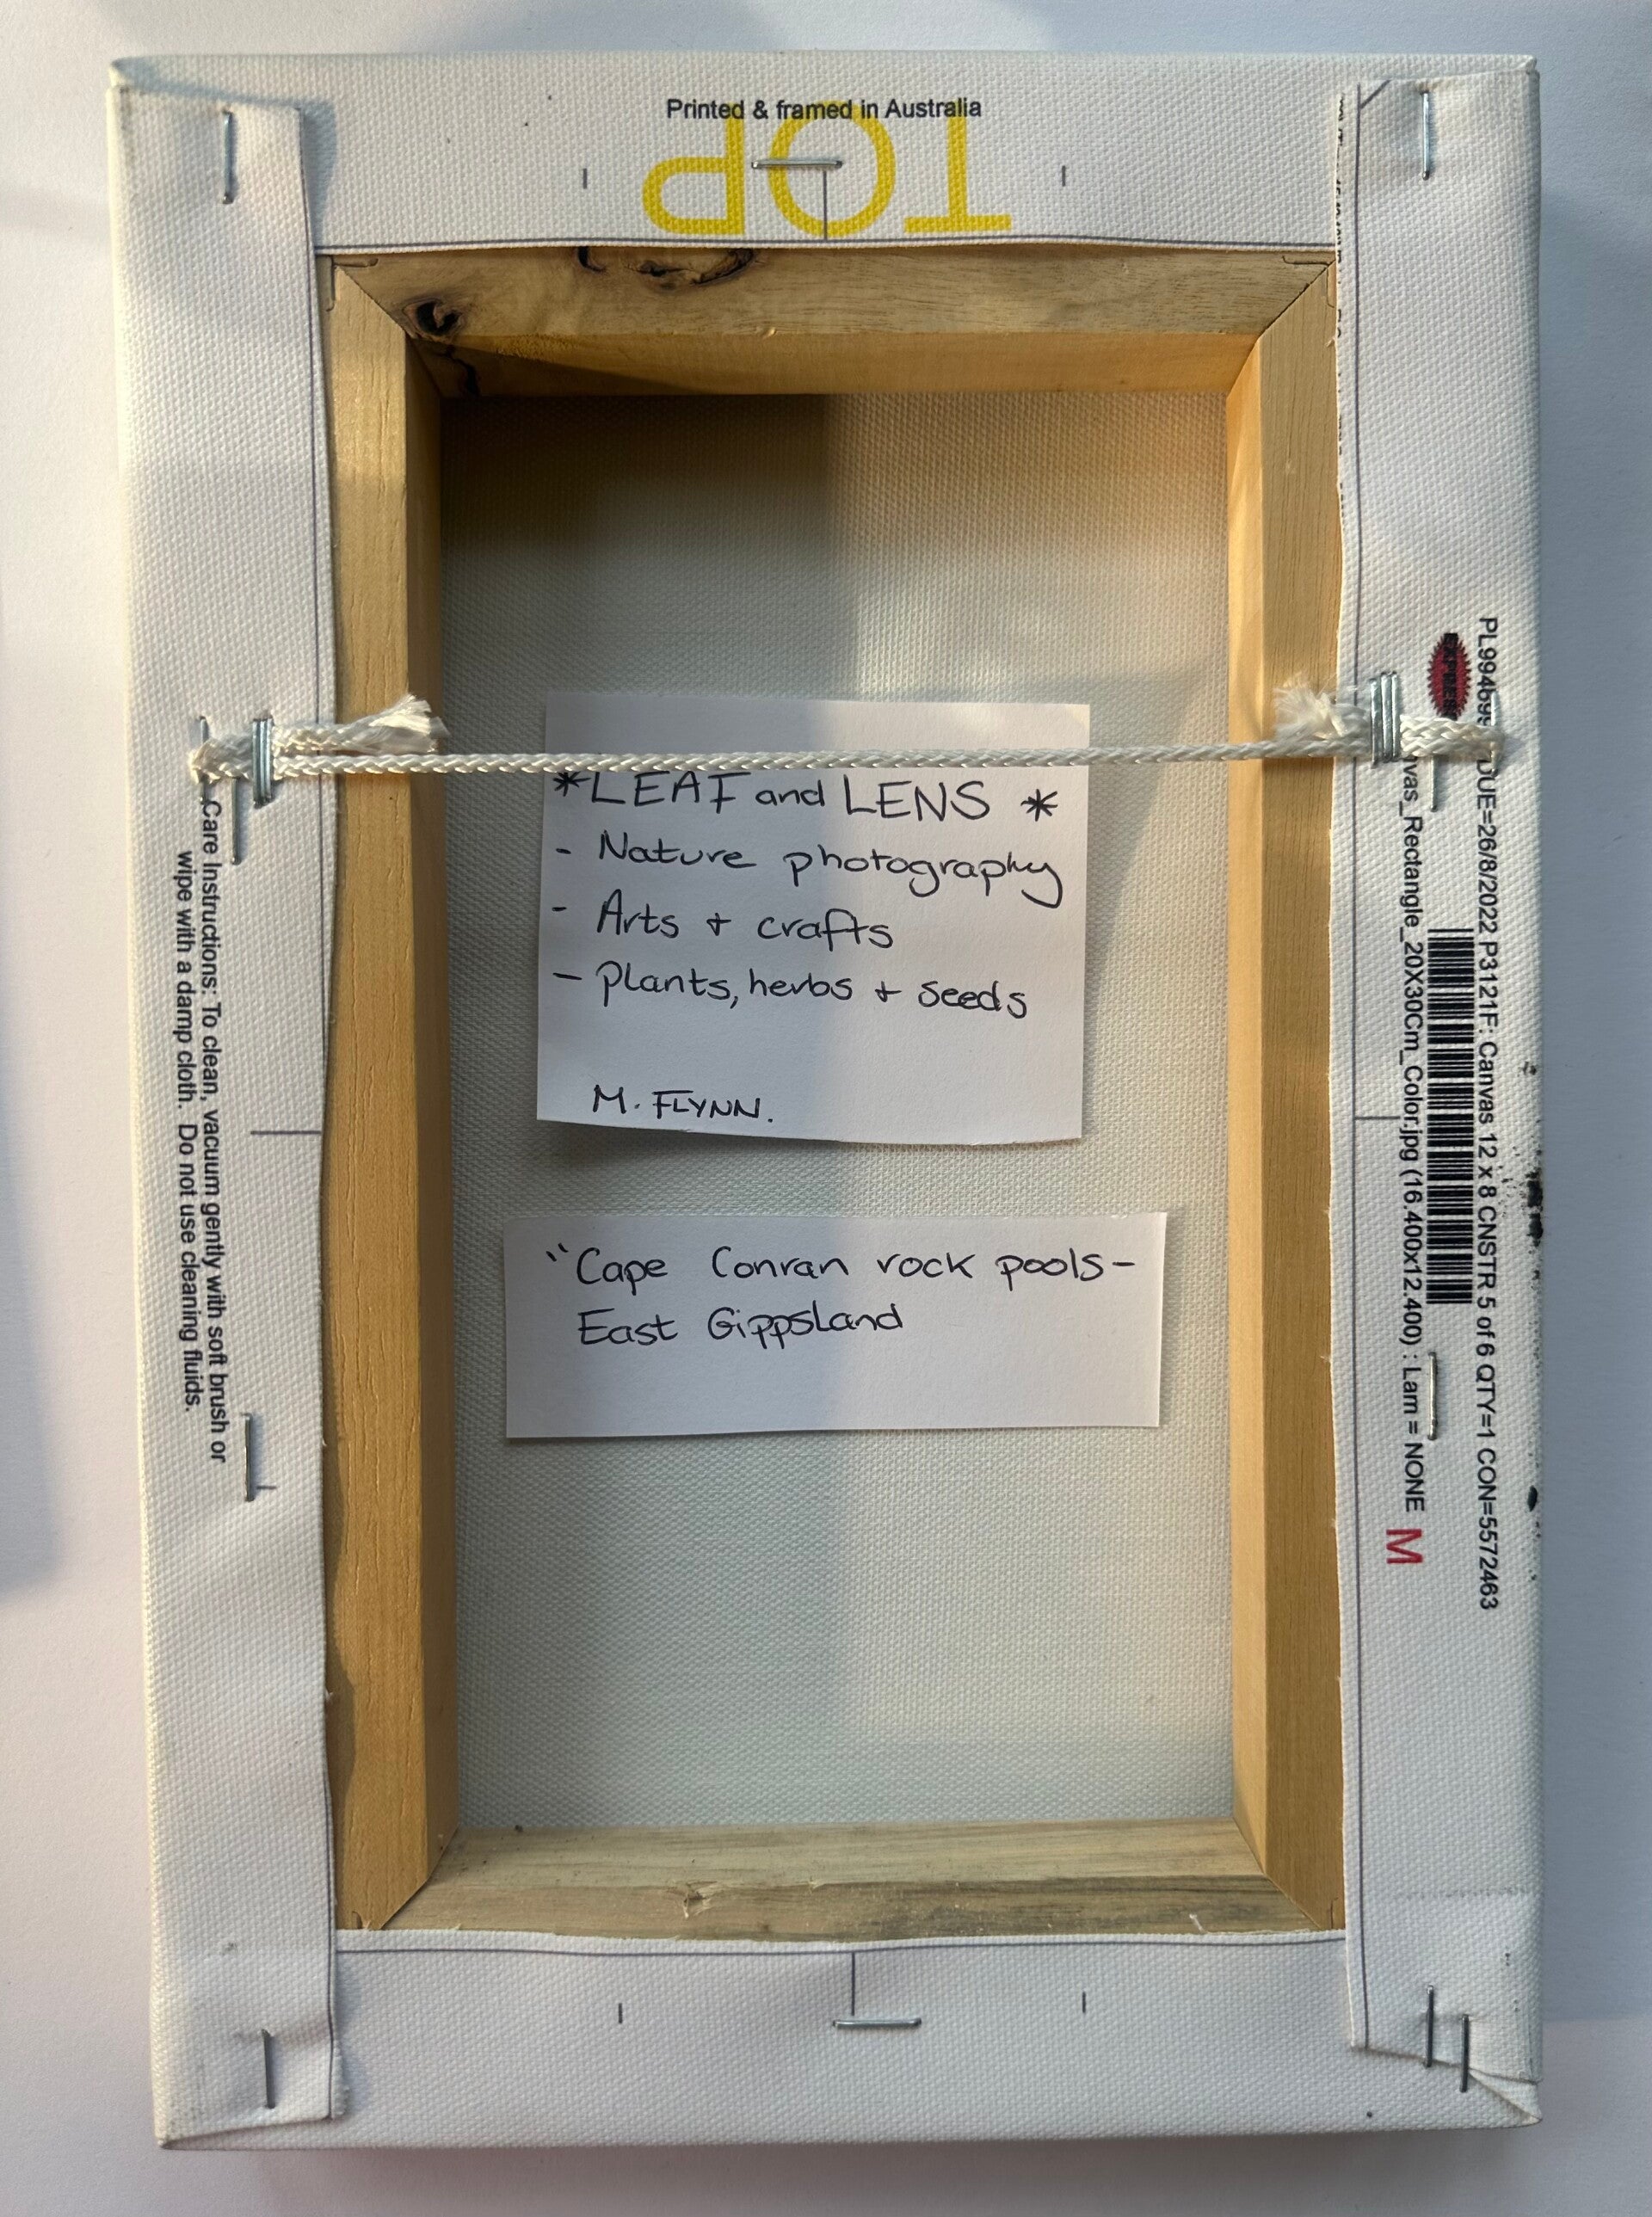 Printed & framed in Australia
TOP
*LEAF and LENS *
- Nature photography
- Arts + crafts
- Plants, herbs + seeds
M. FLYNN.
"Cape Conran rock pools-
East Gippsland
Care Instructions: To clean, vacuum gently with soft brush or
wipe with a damp cloth. Do not use cleaning fluids.
DUE=26/8/2022 P3121F: Canvas 12 x 8 CNSTR 5 of 6 QTY=1 CON=5572463
EXPRESS
_Rectangle_20X30Cm_Color.jpg (16.400x12.400) : Lam = NONE M